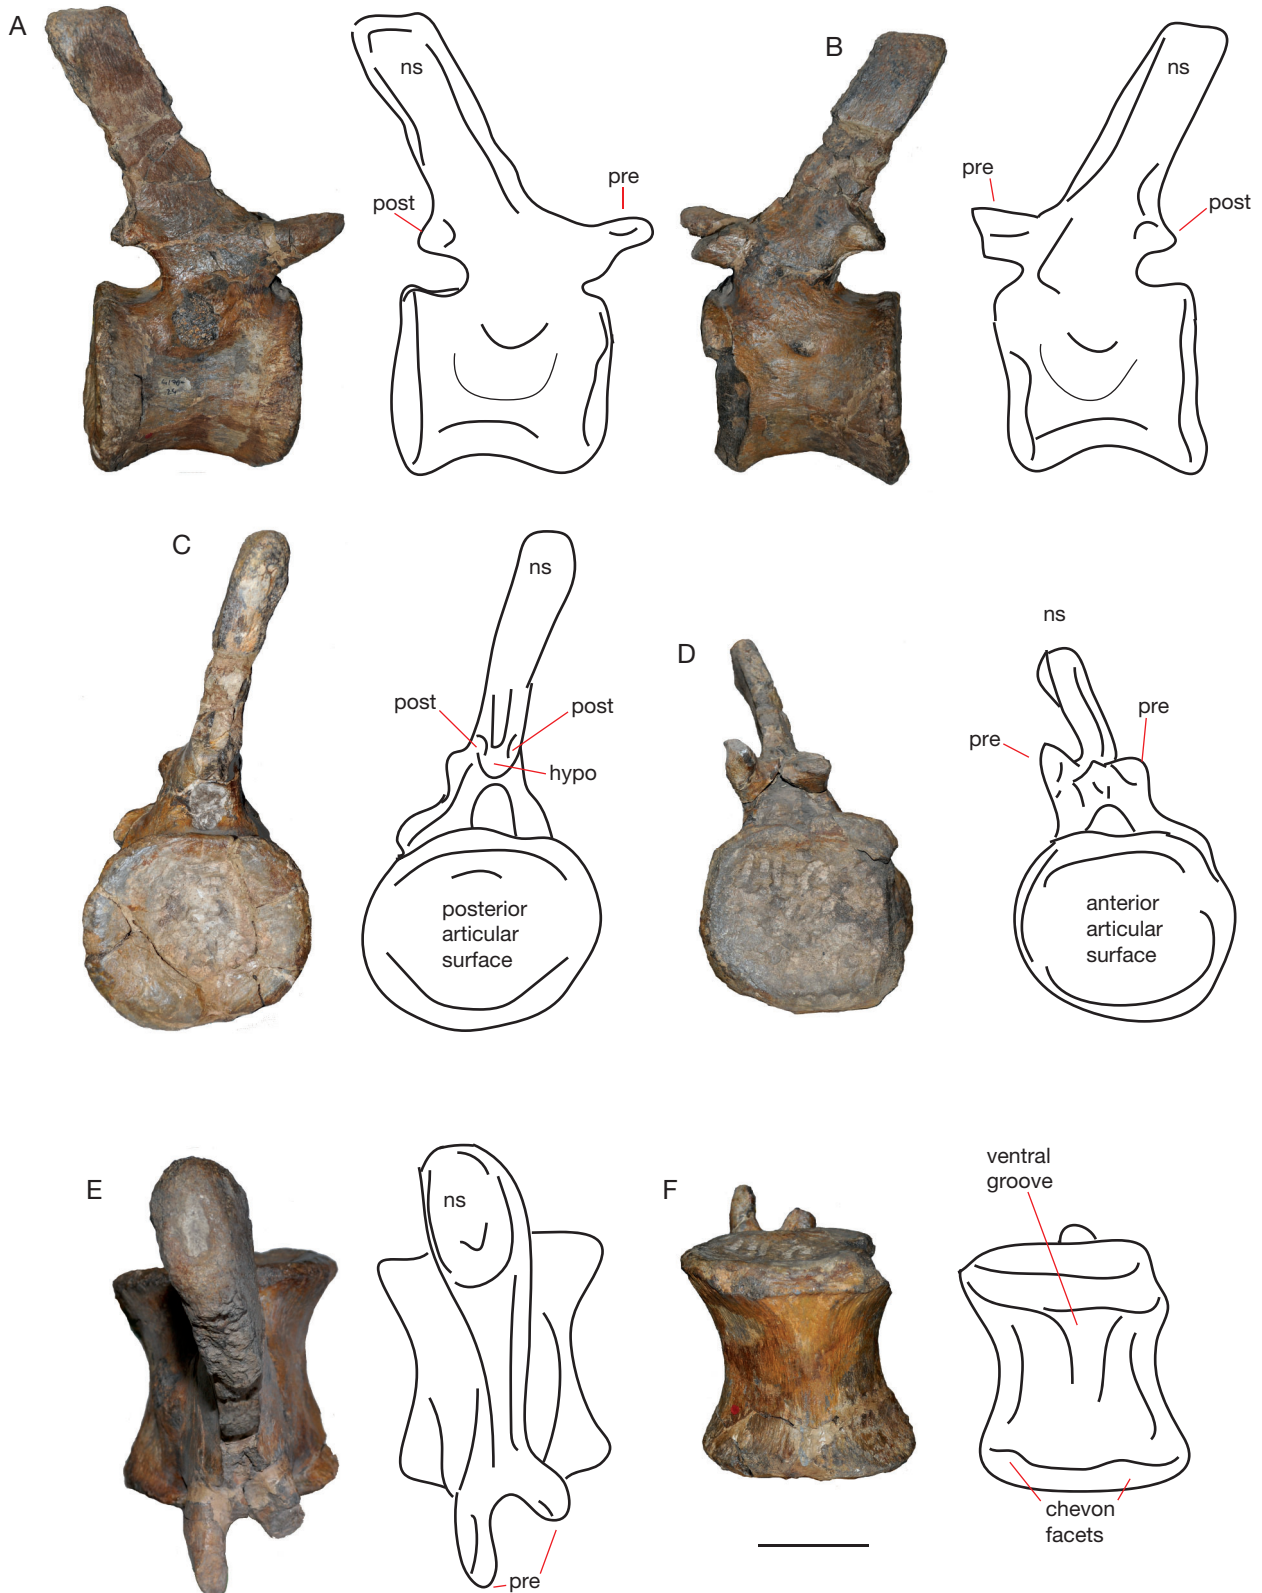 A
ns
pre
post
B
ns
pre
post
C
ns
post
post
hypo
posterior
articular
surface
D
ns
pre
pre
anterior
articular
surface
E
ns
pre
F
ventral
groove
chevon
facets